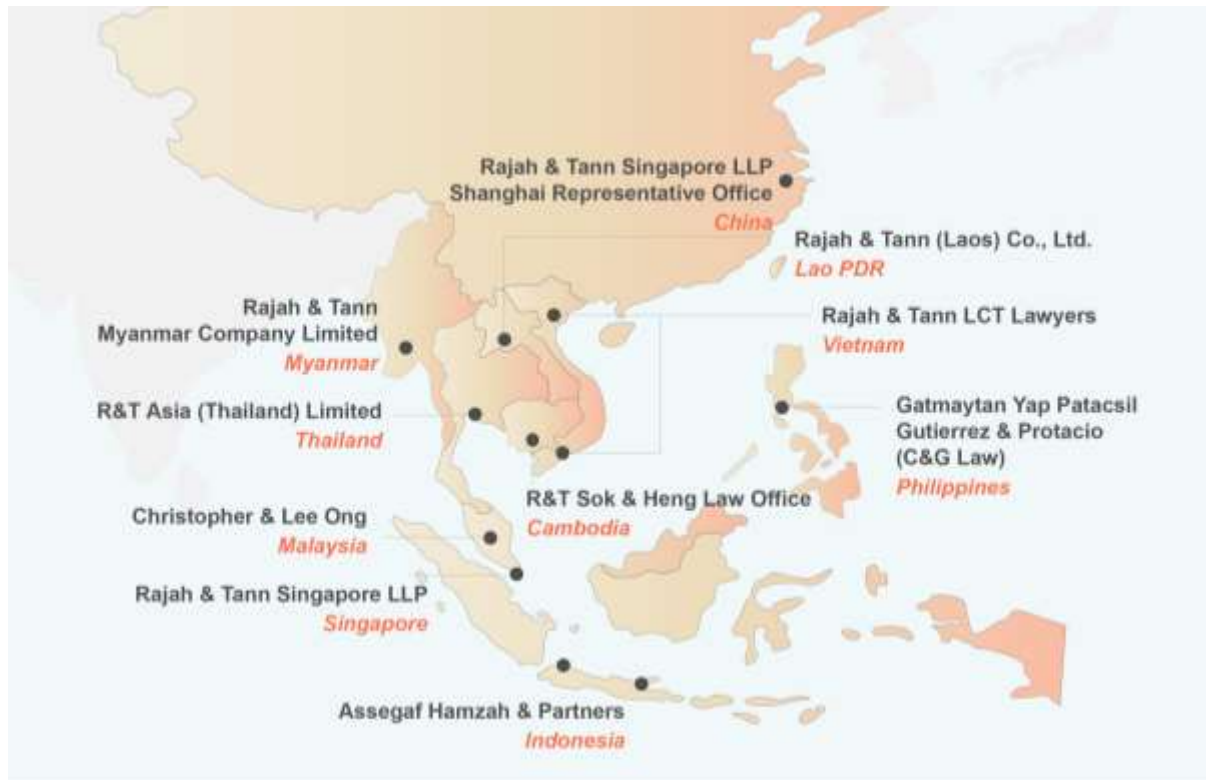 Rajah & Tann Singapore LLP
Shanghai Representative Office
China
Rajah & Tann (Laos) Co., Ltd.
Lao PDR
Rajah & Tann
Myanmar Company Limited
Myanmar
Rajah & Tann LCT Lawyers
Vietnam
R&T Asia (Thailand) Limited
Thailand
Gatmaytan Yap Patacsil
Gutierrez & Protacio
(C&G Law)
Philippines
R&T Sok & Heng Law Office
Cambodia
Christopher & Lee Ong
Malaysia
Rajah & Tann Singapore LLP
Singapore
Assegaf Hamzah & Partners
Indonesia